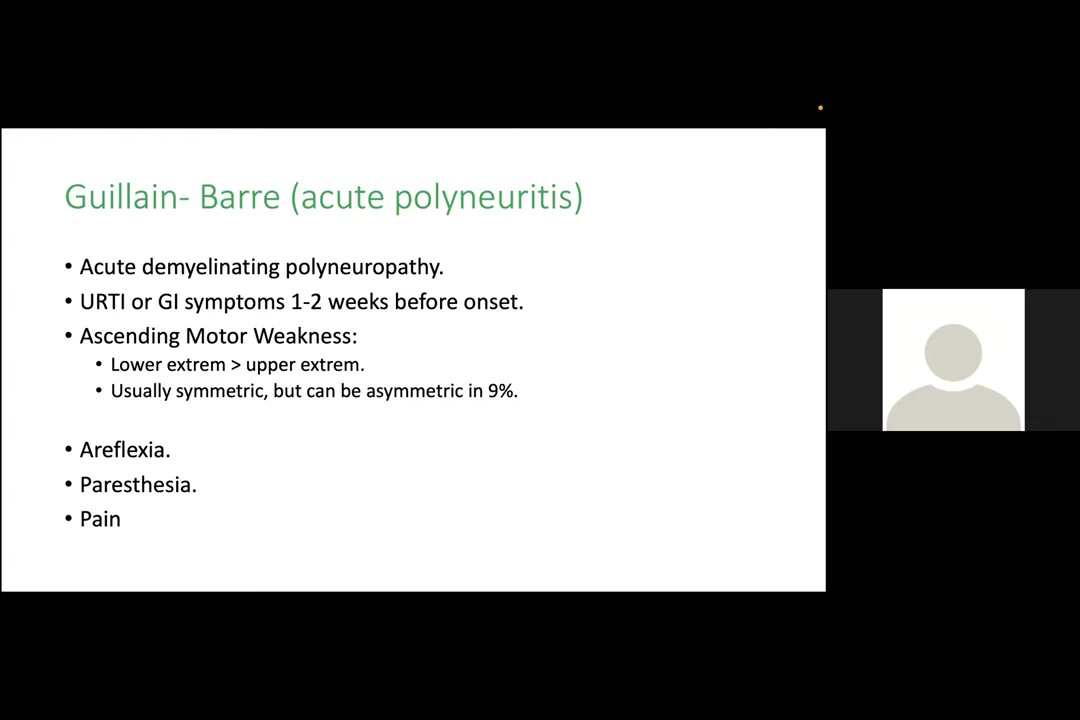 Guillain- Barre (acute polyneuritis)
• Acute demyelinating polyneuropathy.
• URTI or GI symptoms 1-2 weeks before onset.
• Ascending Motor Weakness:
• Lower extrem > upper extrem.
• Usually symmetric, but can be asymmetric in 9%.
• Areflexia.
• Paresthesia.
• Pain